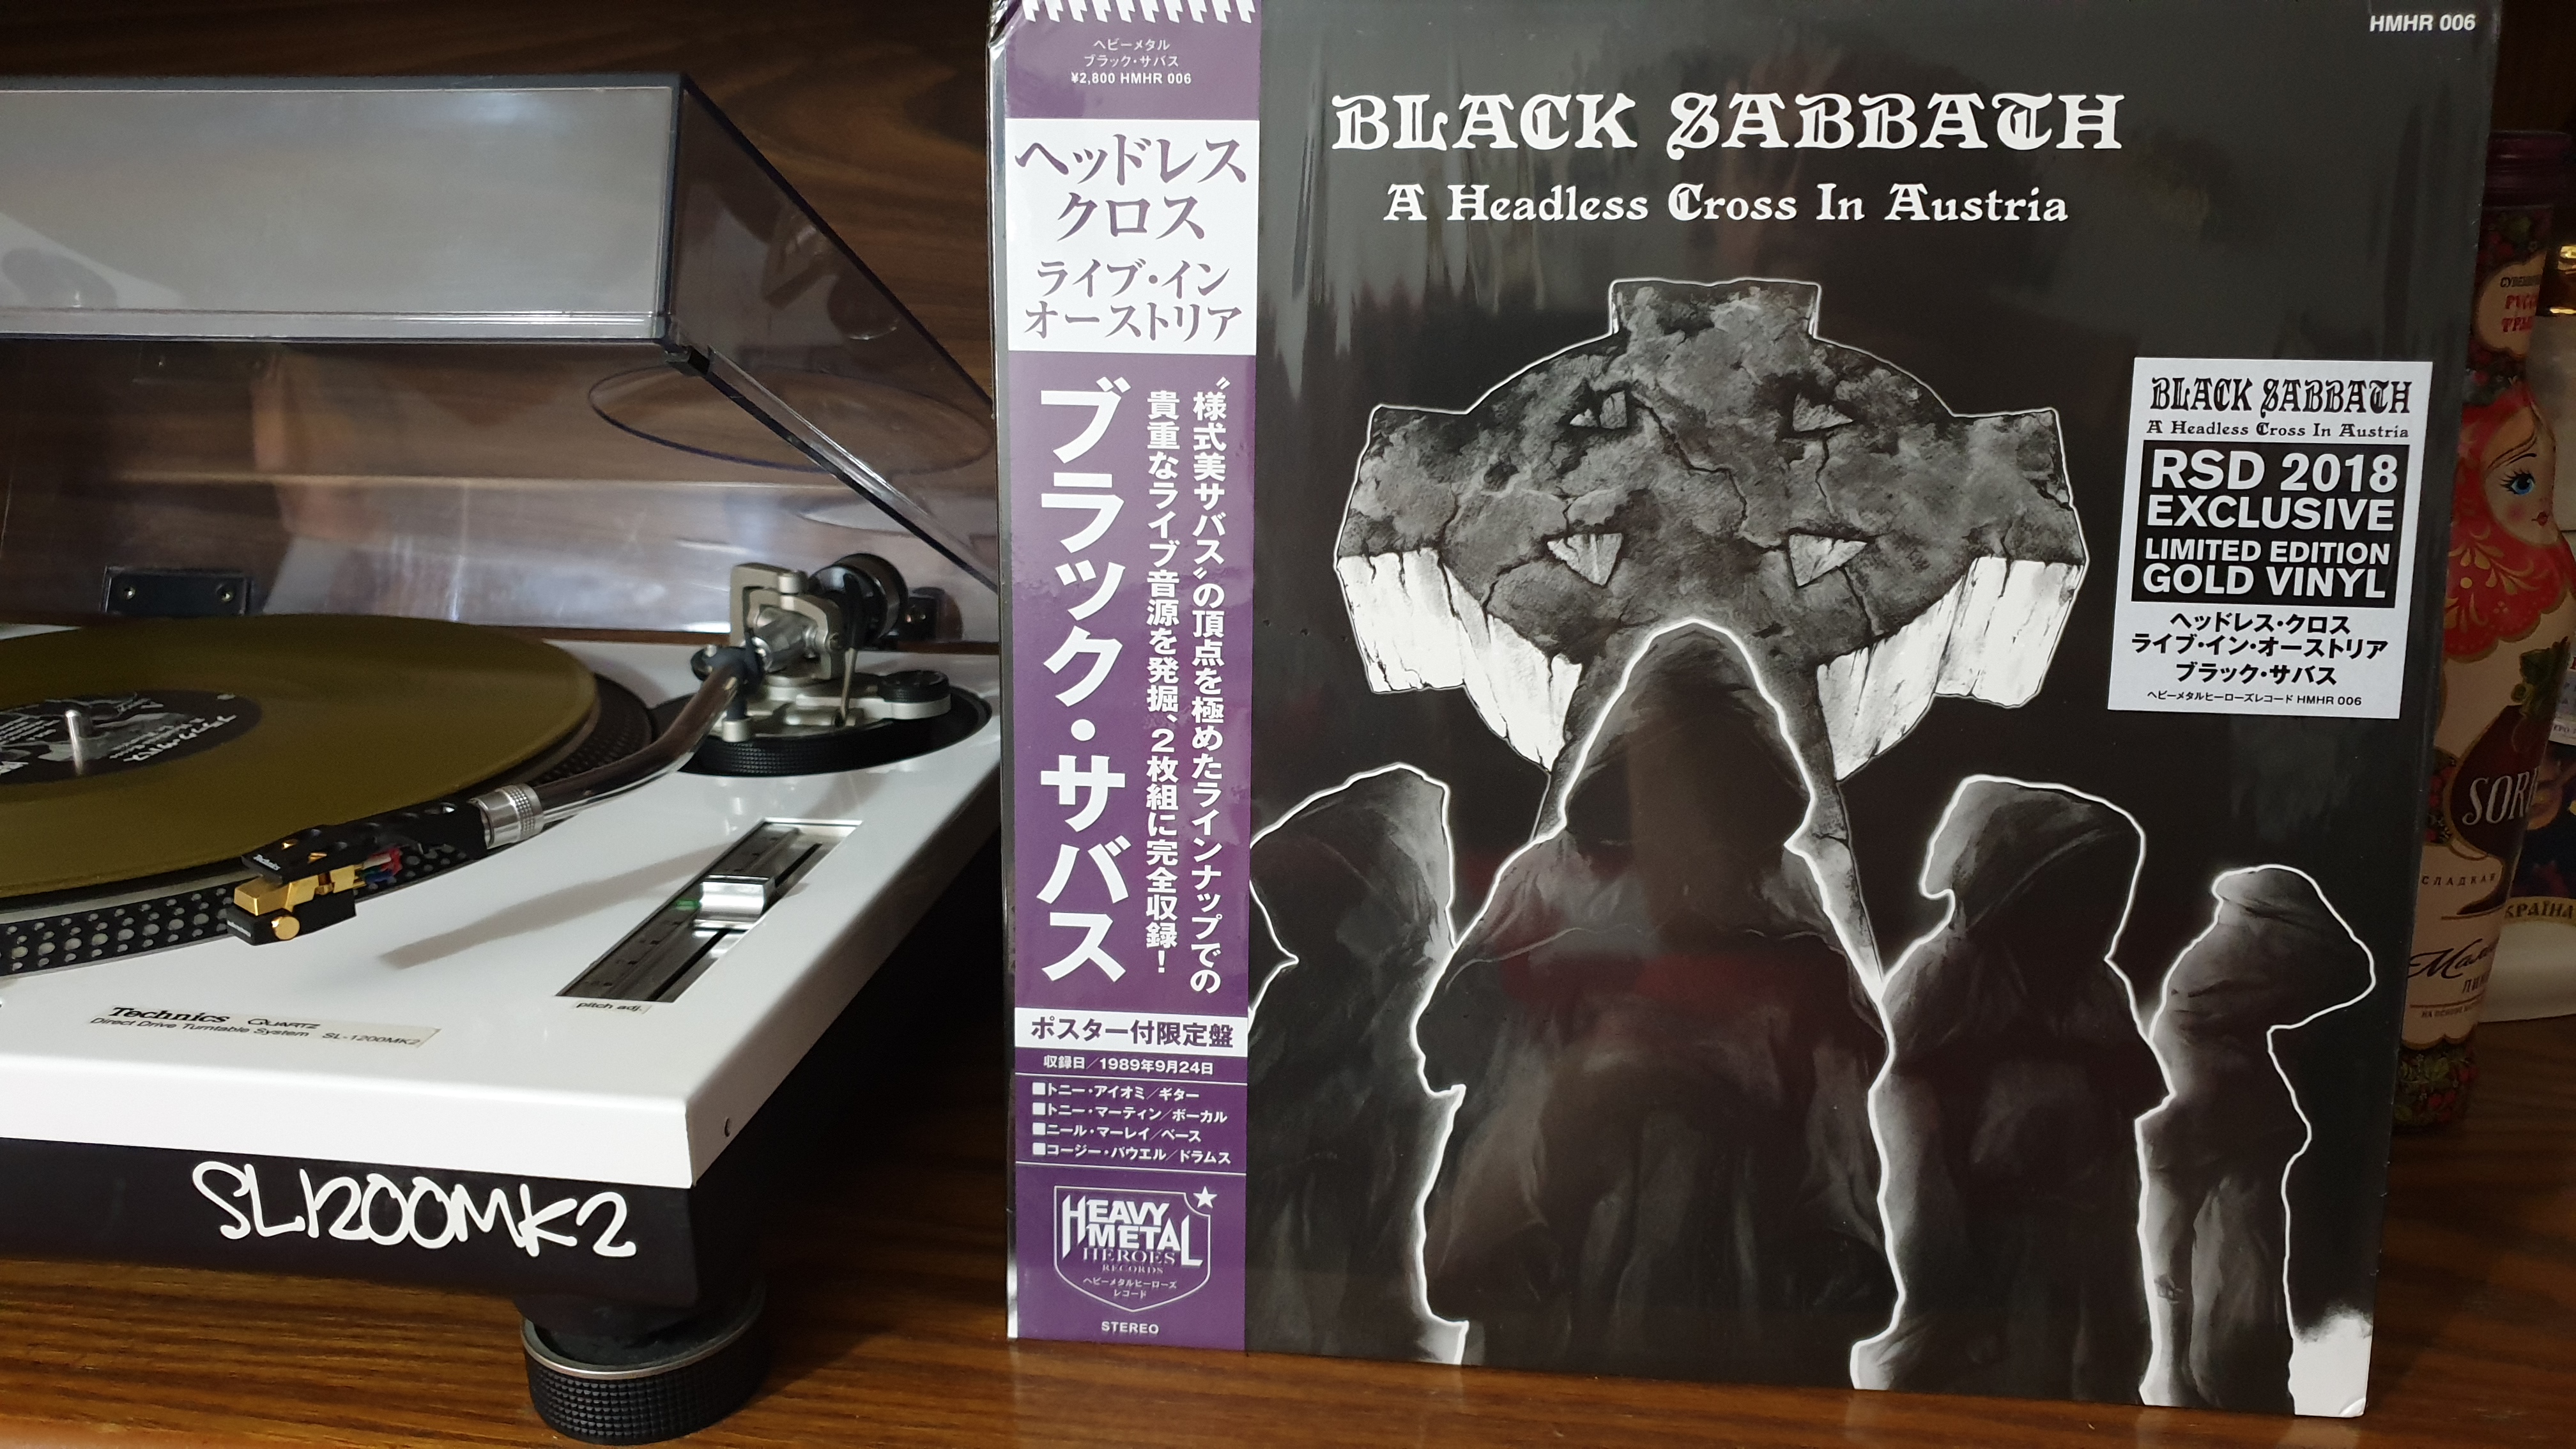 HMHR 006
ヘビーメタル
ブラック・サバス
¥2,800 HMHR 006
ヘッドレス
クロス
ライブ・イン
オーストリア
〝様式美サバス〟の頂点を極めたラインナップでの
貴重なライブ音源を発掘、2枚組に完全収録!
ブラック・サバス
ポスター付限定盤
収録日/1989年9月24日
■トニー・アイオミ/ギター
■トニー・マーティン/ボーカル
■ニール・マーレイ/ベース
■コージー・パウエル/ドラムス
HEAVY
METAL
HEROES
RECORDS
ヘビーメタルヒーローズ
レコード
STEREO
BLACK SABBATH
A Headless Cross In Austria
BLACK SABBATH
A Headless Cross In Austria
RSD 2018
EXCLUSIVE
LIMITED EDITION
GOLD VINYL
ヘッドレス・クロス
ライブ・イン・オーストリア
ブラック・サバス
ヘビーメタルヒーローズレコード HMHR 006
Technics
pitch adj.
Technics QUARTZ
Direct Drive Turntable System SL-1200MK2
SL1200MK2